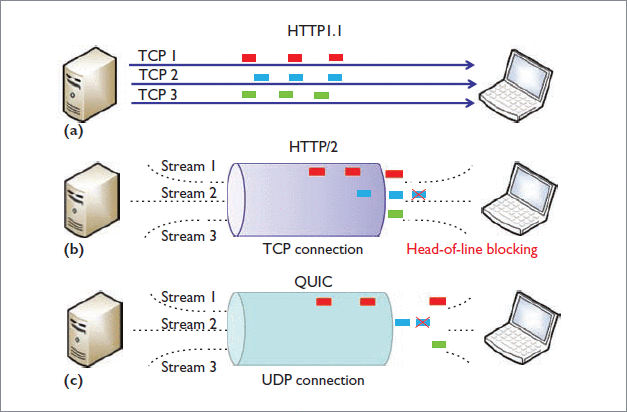 HTTP1.1
TCP 1
TCP 2
TCP 3
(a)
HTTP/2
Stream 1
Stream 2
Stream 3
(b)
TCP connection
Head-of-line blocking
QUIC
Stream 1
Stream 2
Stream 3
(c)
UDP connection